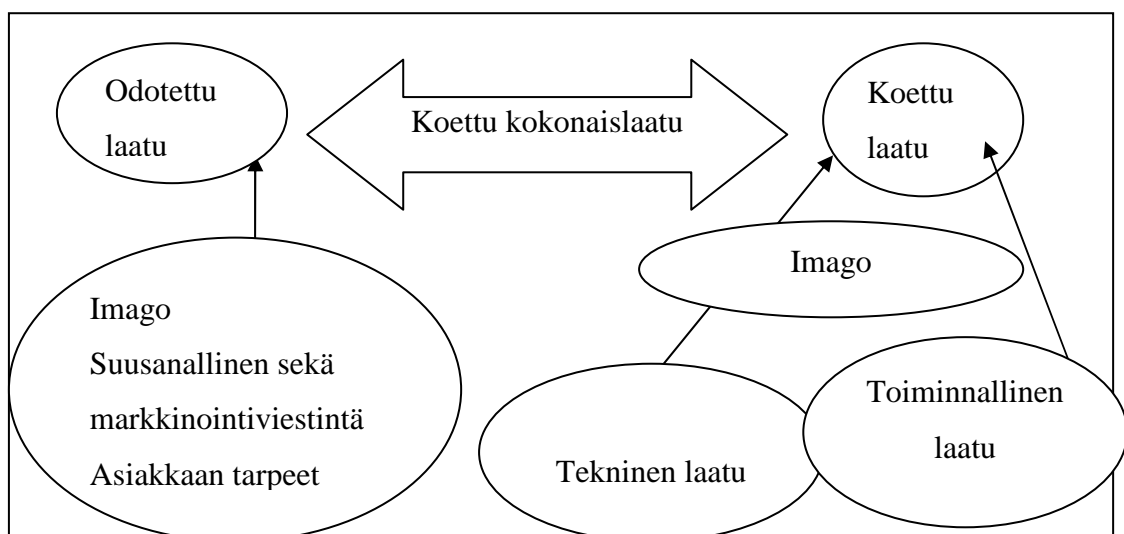 Odotettu
laatu
Koettu kokonaislaatu
Koettu
laatu
Imago
Imago
Suusanallinen sekä
markkinointiviestintä
Asiakkaan tarpeet
Tekninen laatu
Toiminnallinen
laatu